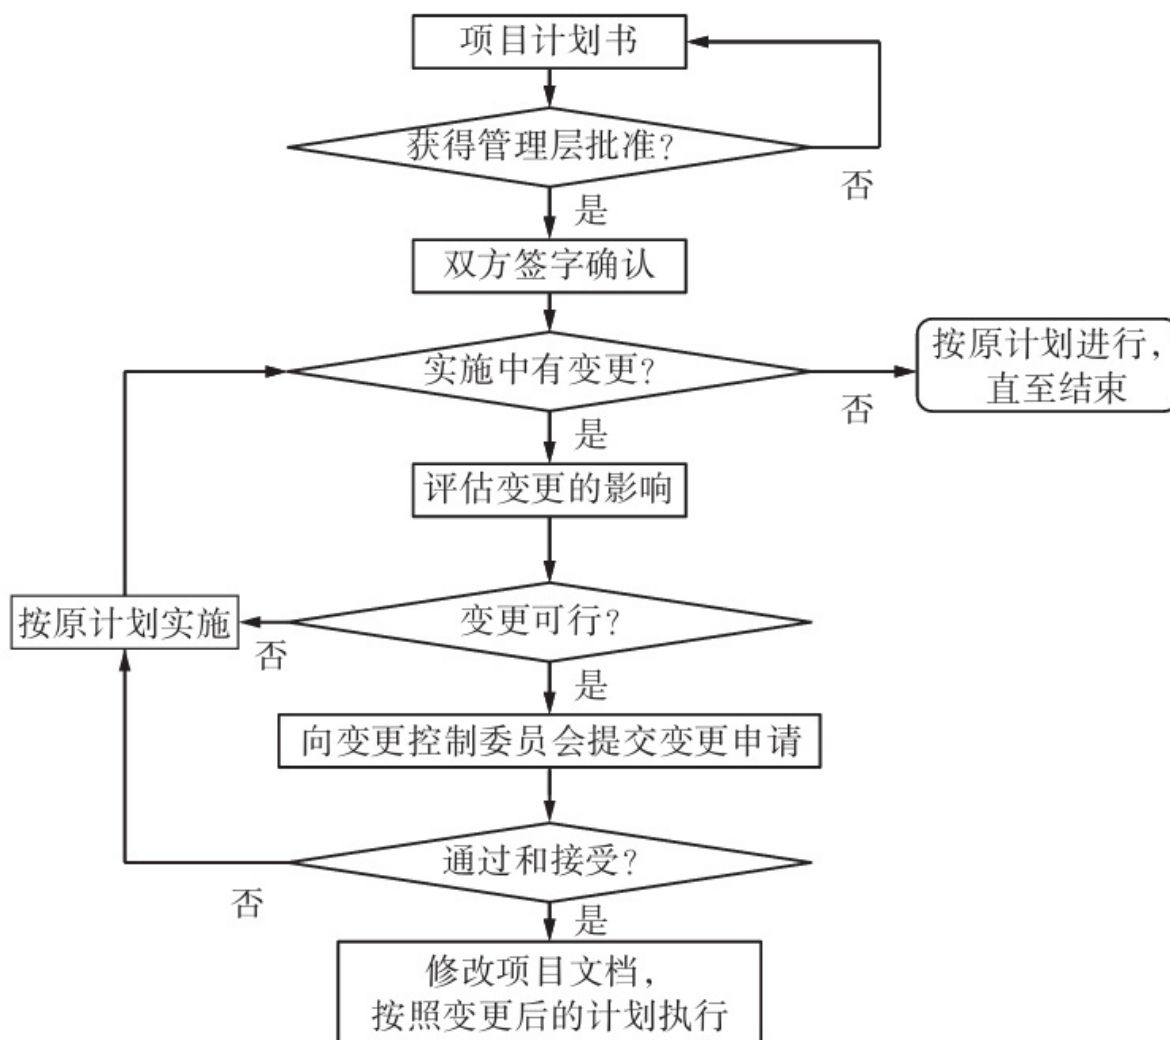 项目计划书
获得管理层批准?
否
是
双方签字确认
实施中有变更?
否
按原计划进行,
直至结束
是
评估变更的影响
变更可行?
否
按原计划实施
是
向变更控制委员会提交变更申请
通过和接受?
否
是
修改项目文档,
按照变更后的计划执行